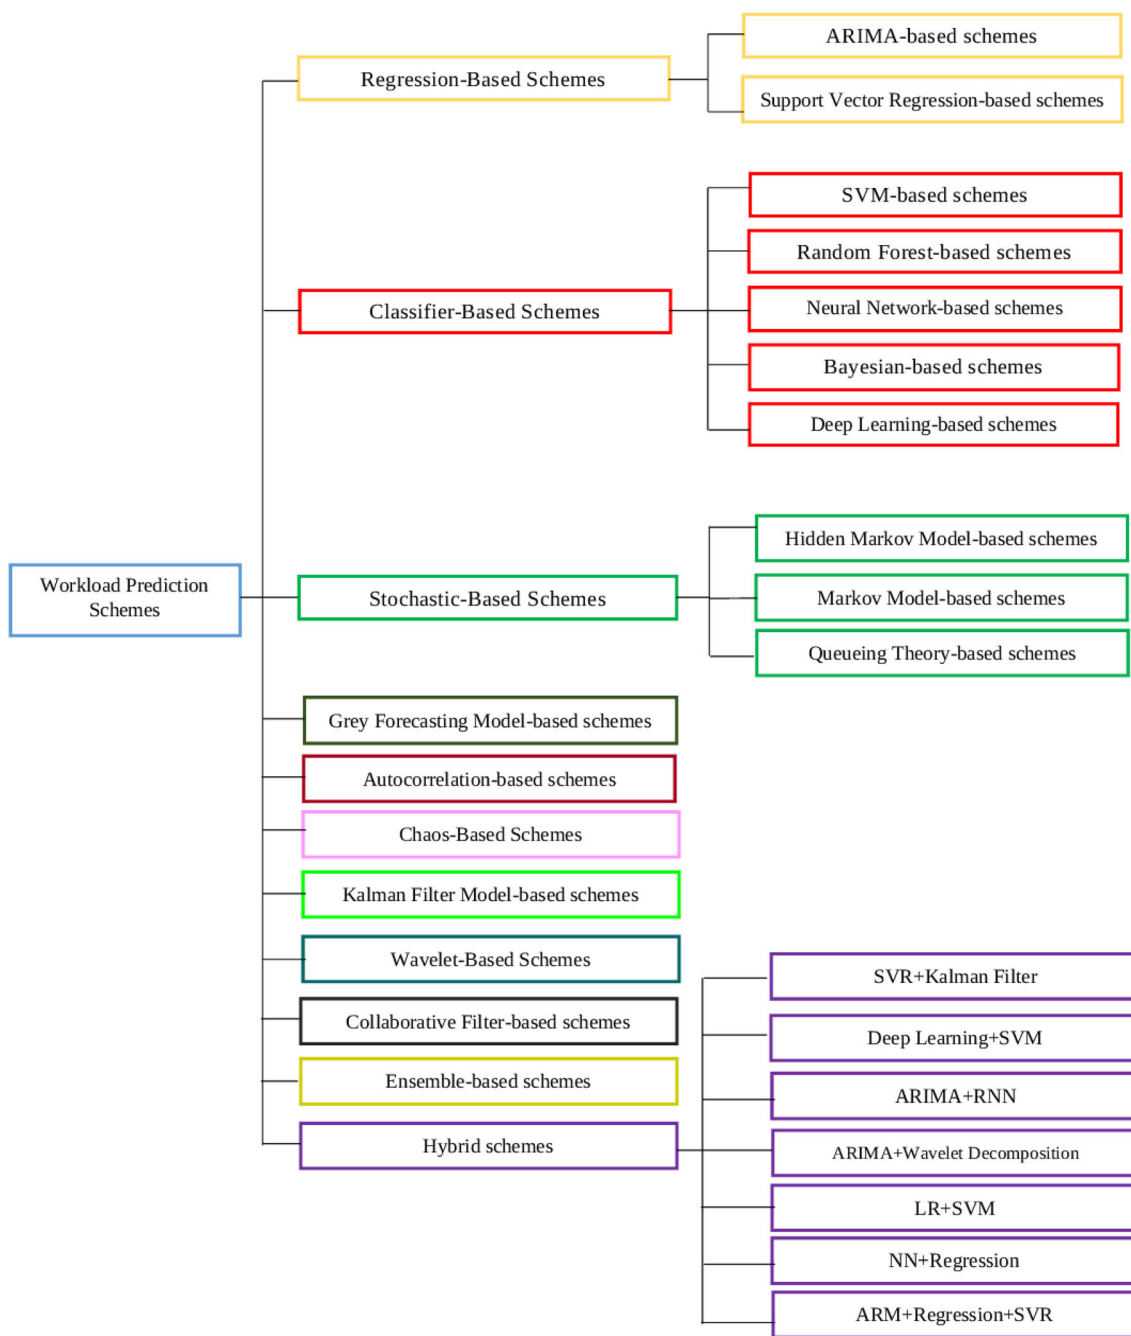 ARIMA-based schemes
Regression-Based Schemes
Support Vector Regression-based schemes
SVM-based schemes
Random Forest-based schemes
Classifier-Based Schemes
Neural Network-based schemes
Bayesian-based schemes
Deep Learning-based schemes
Hidden Markov Model-based schemes
Workload Prediction
Schemes
Stochastic-Based Schemes
Markov Model-based schemes
Queueing Theory-based schemes
Grey Forecasting Model-based schemes
Autocorrelation-based schemes
Chaos-Based Schemes
Kalman Filter Model-based schemes
Wavelet-Based Schemes
Collaborative Filter-based schemes
Ensemble-based schemes
Hybrid schemes
SVR+Kalman Filter
Deep Learning+SVM
ARIMA+RNN
ARIMA+Wavelet Decomposition
LR+SVM
NN+Regression
ARM+Regression+SVR